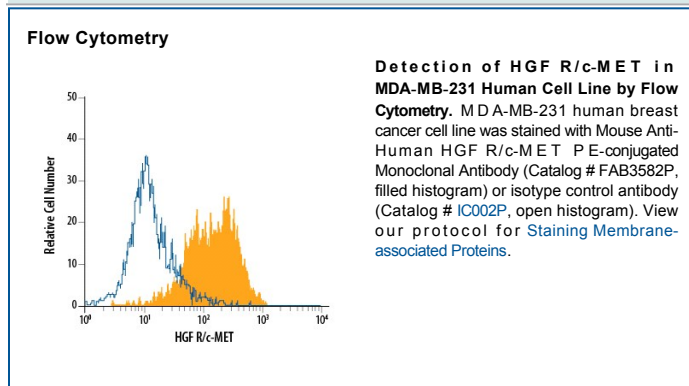 Flow Cytometry
Detection of HGF R/c-MET in
MDA-MB-231 Human Cell Line by Flow
Cytometry. MDA-MB-231 human breast
cancer cell line was stained with Mouse Anti-
Human HGF R/c-MET PE-conjugated
Monoclonal Antibody (Catalog # FAB3582P,
filled histogram) or isotype control antibody
(Catalog # IC002P, open histogram). View
our protocol for Staining Membrane-
associated Proteins.
50
40
30
20
10
0
Relative Cell Number
10⁰ 10¹ 10² 10³ 10⁴
HGF R/c-MET